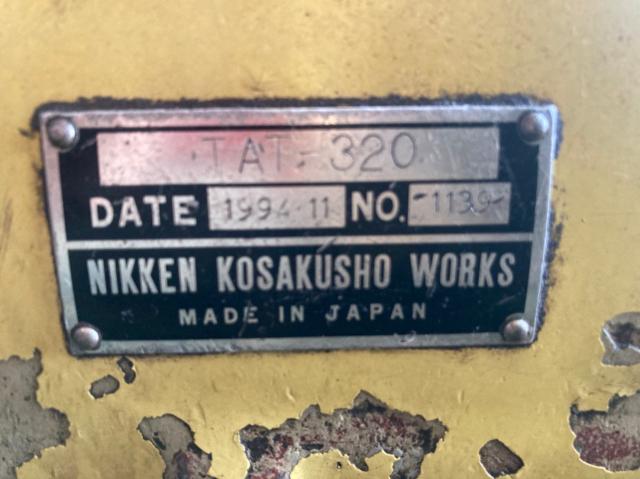 TAT-320
DATE 1994·11 NO. -1139-
NIKKEN KOSAKUSHO WORKS
MADE IN JAPAN